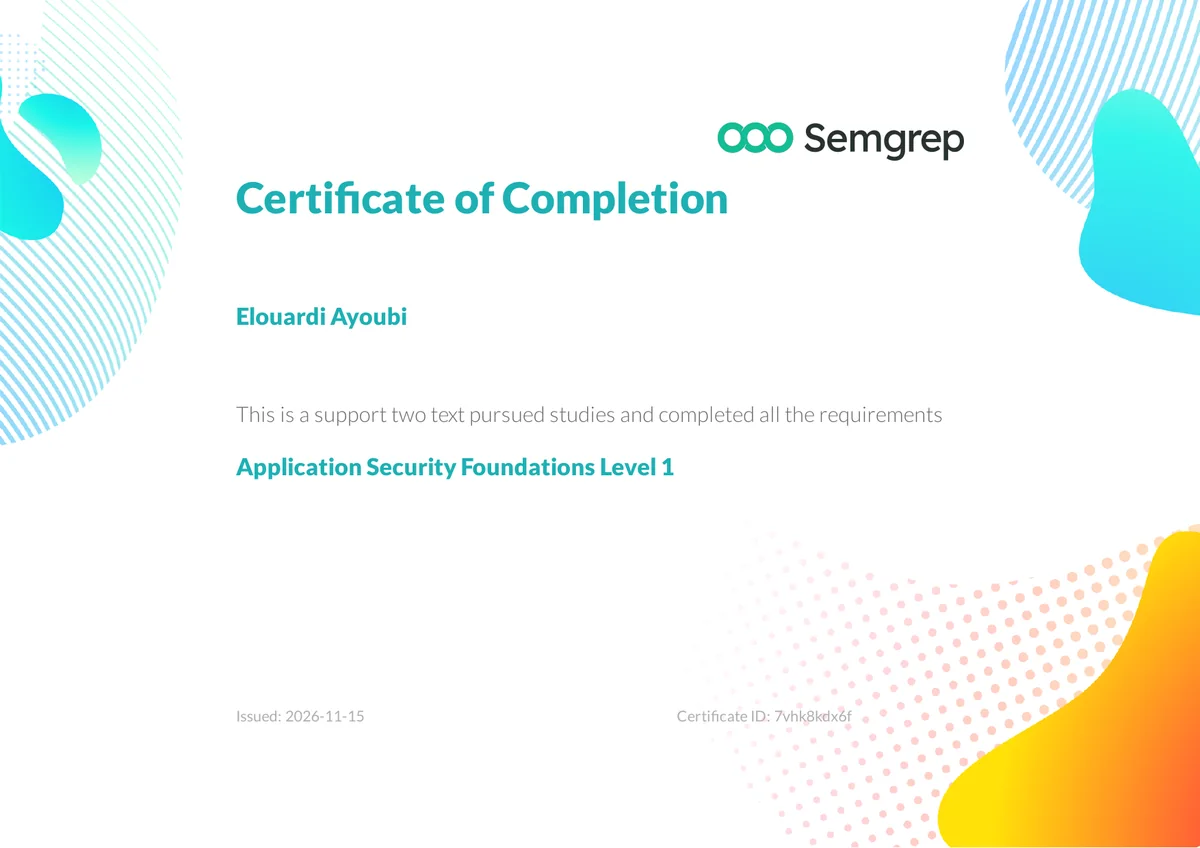 Semgrep
Certificate of Completion
Elouardi Ayoubi
This is a support two text pursued studies and completed all the requirements
Application Security Foundations Level 1
Issued: 2026-11-15
Certificate ID: 7vhk8kdx6f